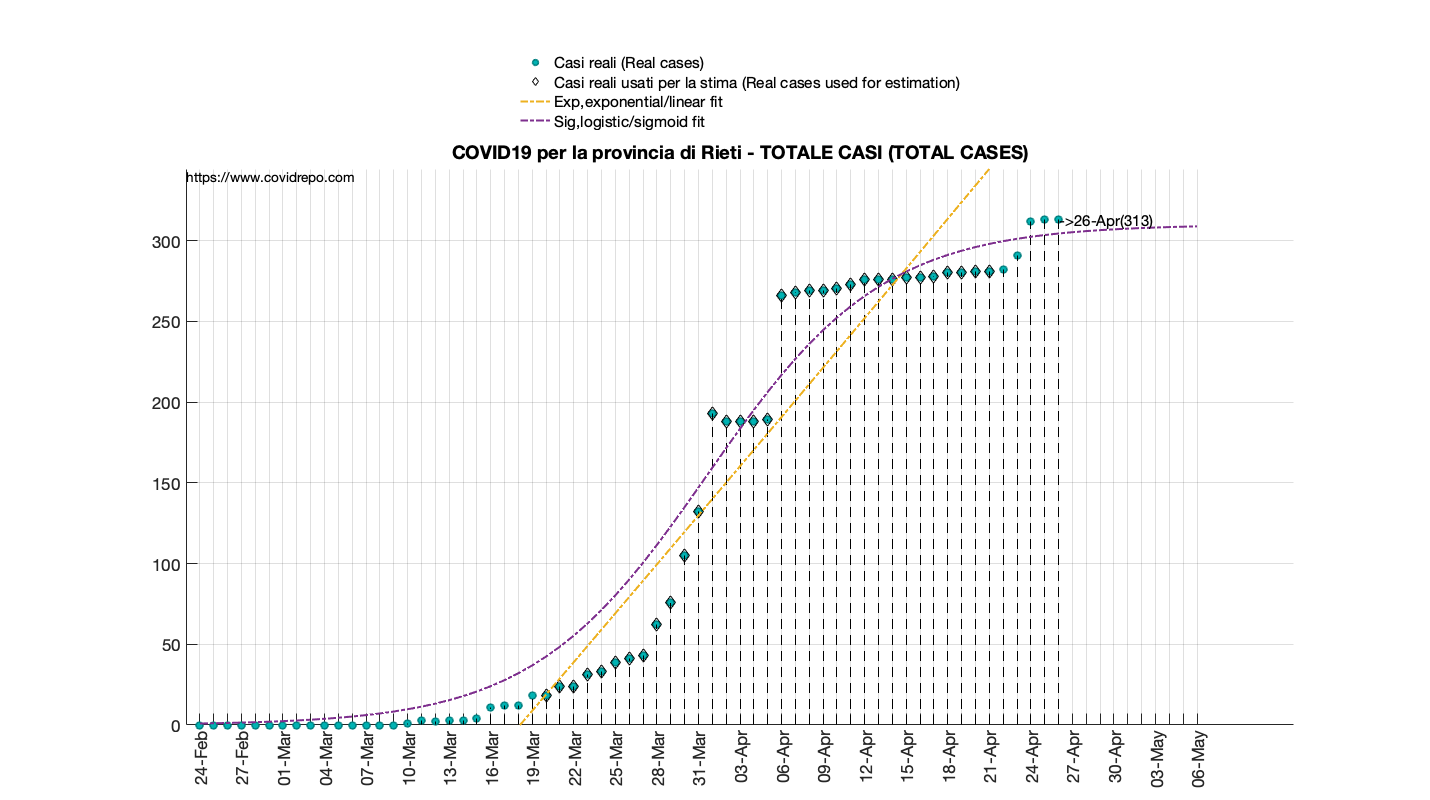 Casi reali (Real cases)
Casi reali usati per la stima (Real cases used for estimation)
Exp,exponential/linear fit
Sig,logistic/sigmoid fit
COVID19 per la provincia di Rieti - TOTALE CASI (TOTAL CASES)
https://www.covidrepo.com
->26-Apr(313)
300
250
200
150
100
50
0
24-Feb
27-Feb
01-Mar
04-Mar
07-Mar
10-Mar
13-Mar
16-Mar
19-Mar
22-Mar
25-Mar
28-Mar
31-Mar
03-Apr
06-Apr
09-Apr
12-Apr
15-Apr
18-Apr
21-Apr
24-Apr
27-Apr
30-Apr
03-May
06-May